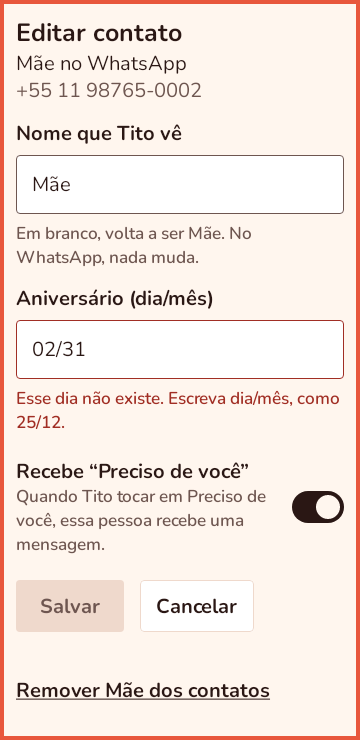 Editar contato
Mãe no WhatsApp
+55 11 98765-0002
Nome que Tito vê
Mãe
Em branco, volta a ser Mãe. No
WhatsApp, nada muda.
Aniversário (dia/mês)
02/31
Esse dia não existe. Escreva dia/mês, como
25/12.
Recebe “Preciso de você”
Quando Tito tocar em Preciso de
você, essa pessoa recebe uma
mensagem.
Salvar
Cancelar
Remover Mãe dos contatos